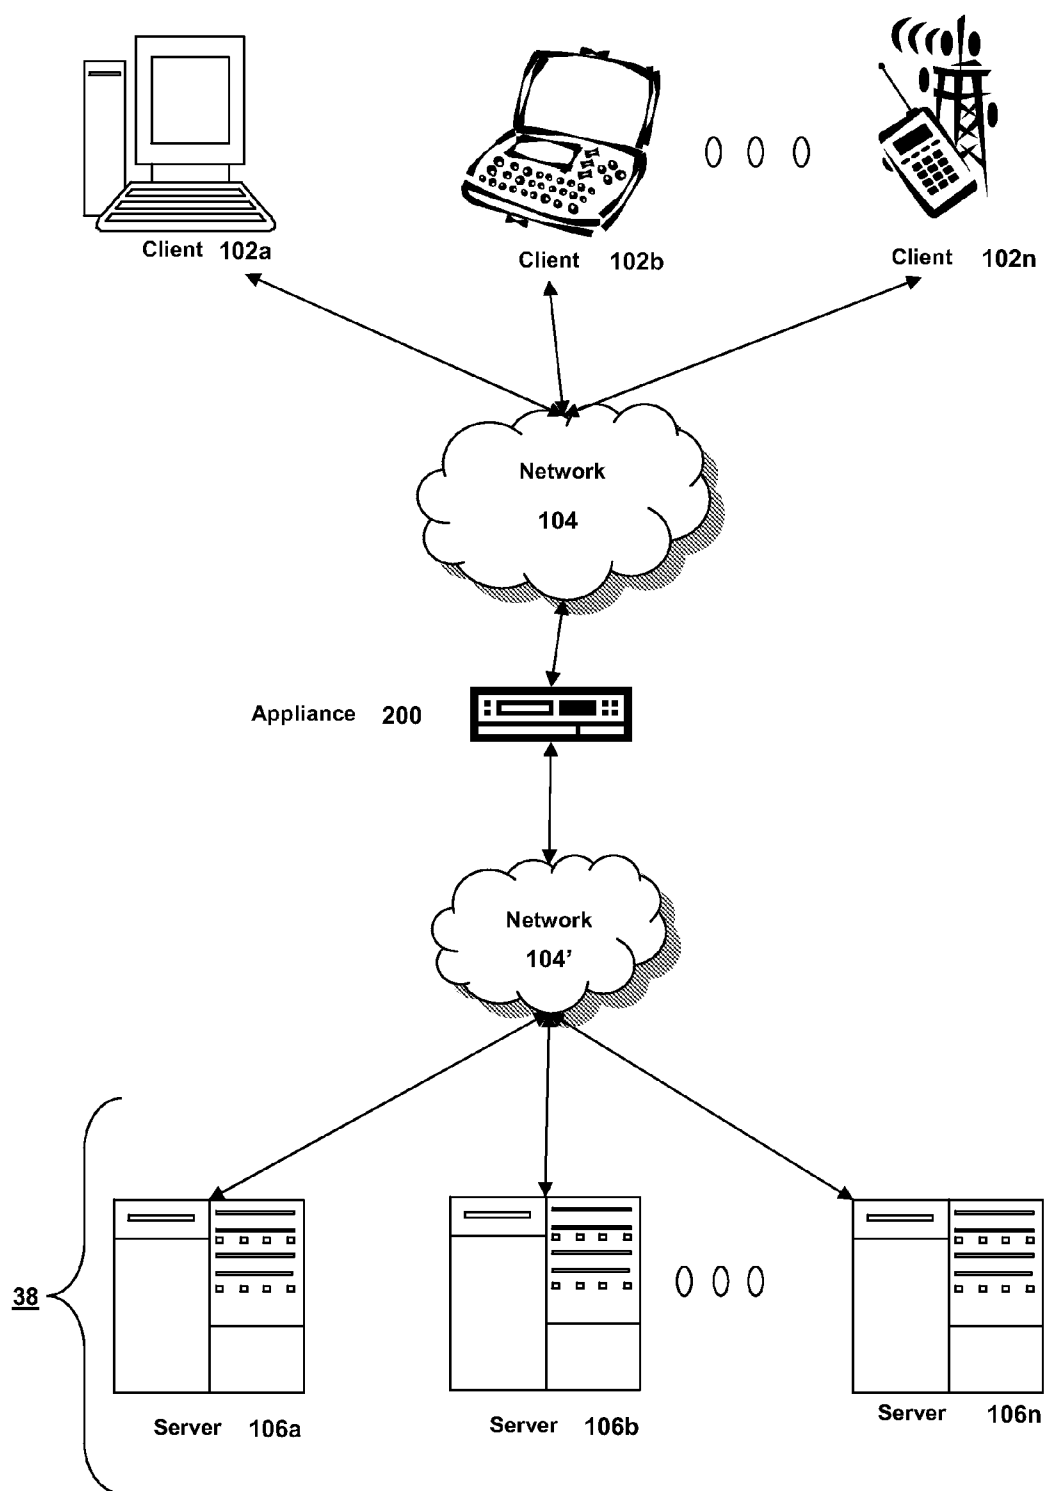 Client 102a
Client 102b
Client 102n
Network
104
Appliance 200
Network
104'
38
Server 106a
Server 106b
Server 106n